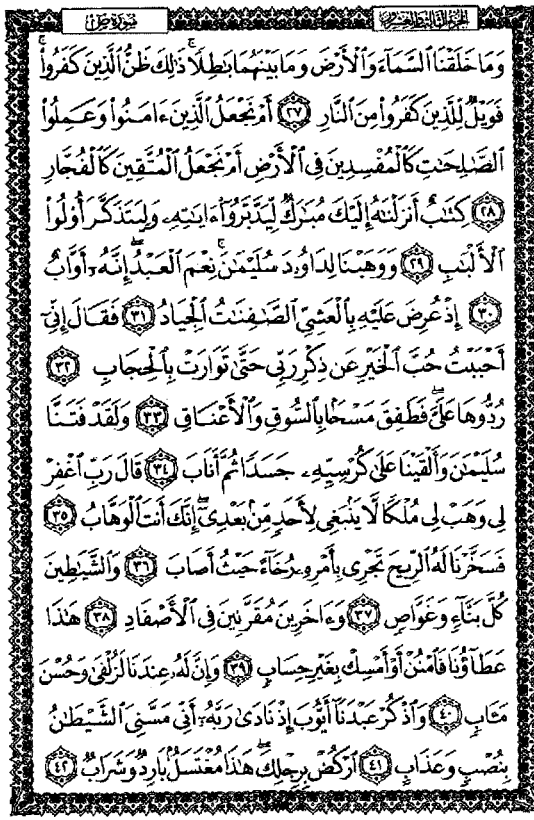 سورة ص
الجزء الثالث والعشرون
وَمَا خَلَقْنَا ٱلسَّمَآءَ وَٱلْأَرْضَ وَمَا بَيْنَهُمَا بَٰطِلًا ۚ ذَٰلِكَ ظَنُّ ٱلَّذِينَ كَفَرُوا۟ ۚ
فَوَيْلٌ لِّلَّذِينَ كَفَرُوا۟ مِنَ ٱلنَّارِ ٢٧ أَمْ نَجْعَلُ ٱلَّذِينَ ءَامَنُوا۟ وَعَمِلُوا۟
ٱلصَّٰلِحَٰتِ كَٱلْمُفْسِدِينَ فِى ٱلْأَرْضِ أَمْ نَجْعَلُ ٱلْمُتَّقِينَ كَٱلْفُجَّارِ
٢٨ كِتَٰبٌ أَنزَلْنَٰهُ إِلَيْكَ مُبَٰرَكٌ لِّيَدَّبَّرُوٓا۟ ءَايَٰتِهِۦ وَلِيَتَذَكَّرَ أُو۟لُوا۟
ٱلْأَلْبَٰبِ ٢٩ وَوَهَبْنَا لِدَاوُۥدَ سُلَيْمَٰنَ ۚ نِعْمَ ٱلْعَبْدُ ۖ إِنَّهُۥٓ أَوَّابٌ
٣٠ إِذْ عُرِضَ عَلَيْهِ بِٱلْعَشِىِّ ٱلصَّٰفِنَٰتُ ٱلْجِيَادُ ٣١ فَقَالَ إِنِّىٓ
أَحْبَبْتُ حُبَّ ٱلْخَيْرِ عَن ذِكْرِ رَبِّى حَتَّىٰ تَوَارَتْ بِٱلْحِجَابِ ٣٢
رُدُّوهَا عَلَىَّ ۖ فَطَفِقَ مَسْحًۢا بِٱلسُّوقِ وَٱلْأَعْنَاقِ ٣٣ وَلَقَدْ فَتَنَّا
سُلَيْمَٰنَ وَأَلْقَيْنَا عَلَىٰ كُرْسِيِّهِۦ جَسَدًا ثُمَّ أَنَابَ ٣٤ قَالَ رَبِّ ٱغْفِرْ
لِى وَهَبْ لِى مُلْكًا لَّا يَنۢبَغِى لِأَحَدٍ مِّنۢ بَعْدِىٓ ۖ إِنَّكَ أَنتَ ٱلْوَهَّابُ ٣٥
فَسَخَّرْنَا لَهُ ٱلرِّيحَ تَجْرِى بِأَمْرِهِۦ رُخَآءً حَيْثُ أَصَابَ ٣٦ وَٱلشَّيَٰطِينَ
كُلَّ بَنَّآءٍ وَغَوَّاصٍ ٣٧ وَءَاخَرِينَ مُقَرَّنِينَ فِى ٱلْأَصْفَادِ ٣٨ هَٰذَا
عَطَآؤُنَا فَٱمْنُنْ أَوْ أَمْسِكْ بِغَيْرِ حِسَابٍ ٣٩ وَإِنَّ لَهُۥ عِندَنَا لَزُلْفَىٰ وَحُسْنَ
مَـَٔابٍ ٤٠ وَٱذْكُرْ عَبْدَنَآ أَيُّوبَ إِذْ نَادَىٰ رَبَّهُۥٓ أَنِّى مَسَّنِىَ ٱلشَّيْطَٰنُ
بِنُصْبٍ وَعَذَابٍ ٤١ ٱرْكُضْ بِرِجْلِكَ ۖ هَٰذَا مُغْتَسَلٌۢ بَارِدٌ وَشَرَابٌ ٤٢